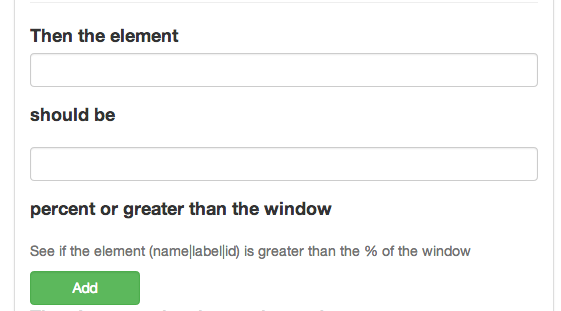 Then the element
should be
percent or greater than the window
See if the element (name|label|id) is greater than the % of the window
Add